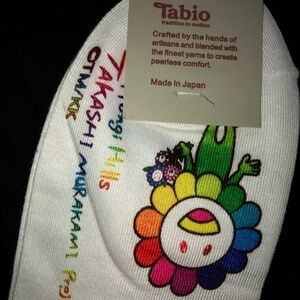 Tabio
tradition in motion
Crafted by the hands of
artisans and blended with
the finest yarns to create
peerless comfort.
Made in Japan
Hills
TAKASHI MURAKAMI